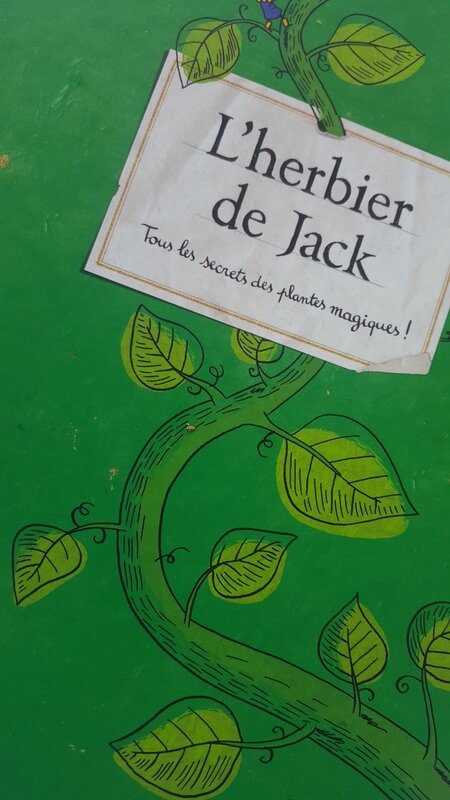 L'herbier
de Jack
Tous les secrets des plantes magiques !